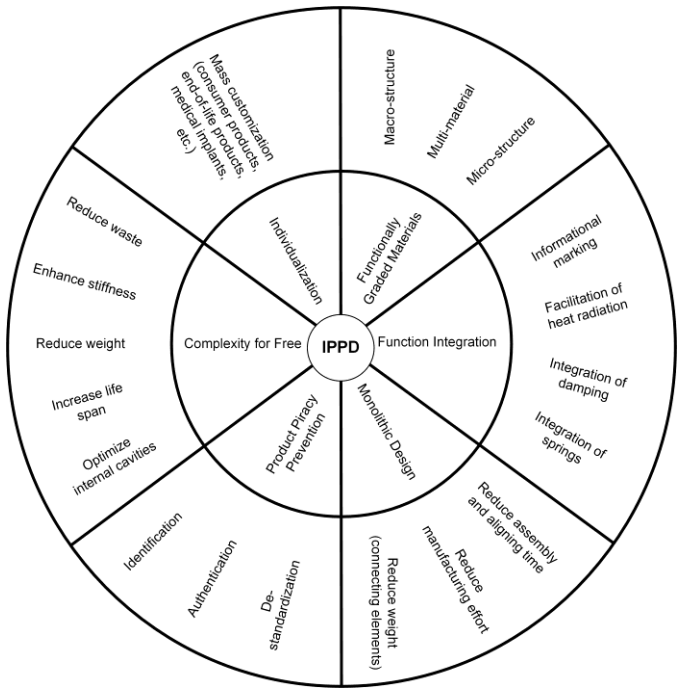 Mass customization
(consumer products,
end-of-life products,
medical implants,
etc.)
Macro-structure
Multi-material
Micro-structure
Individualization
Functionally
Graded Materials
Reduce waste
Enhance stiffness
Reduce weight
Increase life
span
Optimize
internal cavities
Complexity for Free
IPPD
Function Integration
Informational
marking
Facilitation of
heat radiation
Integration of
damping
Integration of
springs
Product Piracy
Prevention
Monolithic Design
Identification
Authentication
De-
standardization
Reduce weight
(connecting elements)
Reduce
manufacturing effort
Reduce assembly
and aligning time